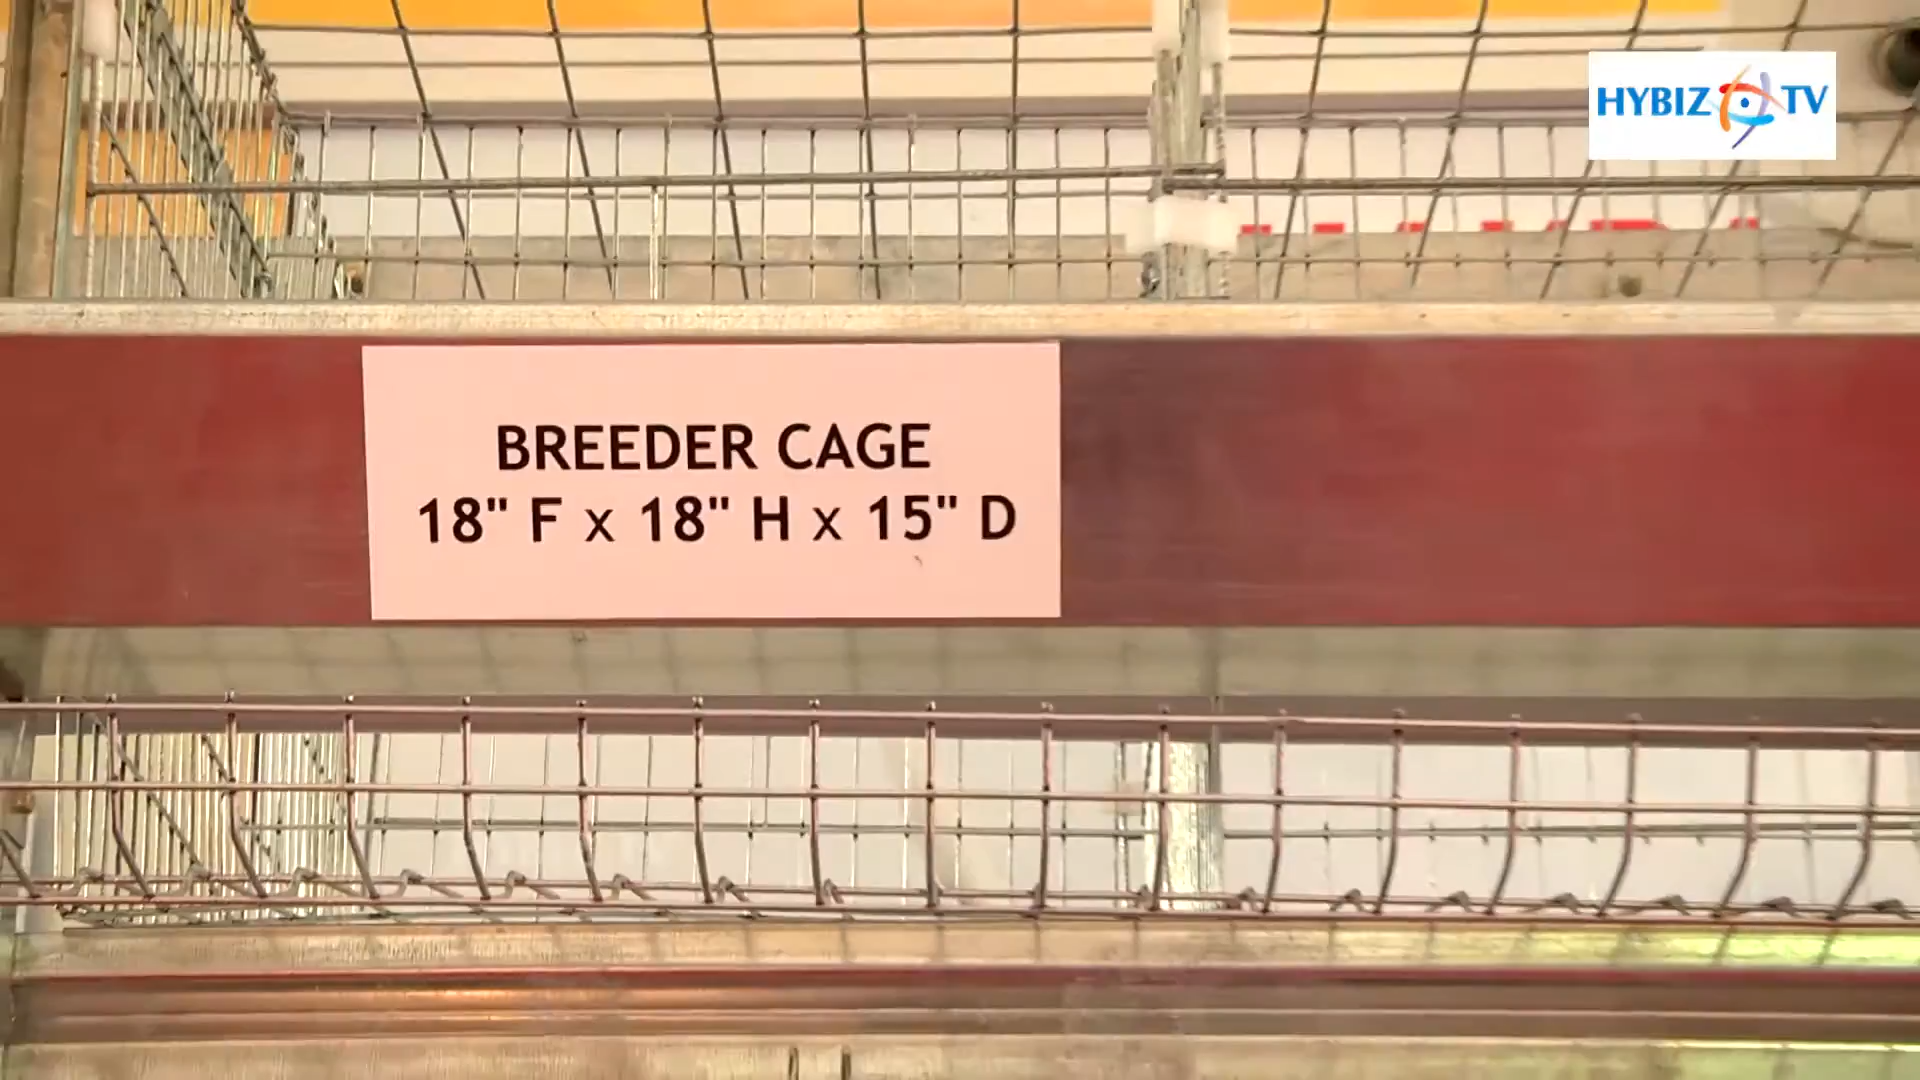 HYBIZ TV
BREEDER CAGE
18" F x 18" H x 15" D